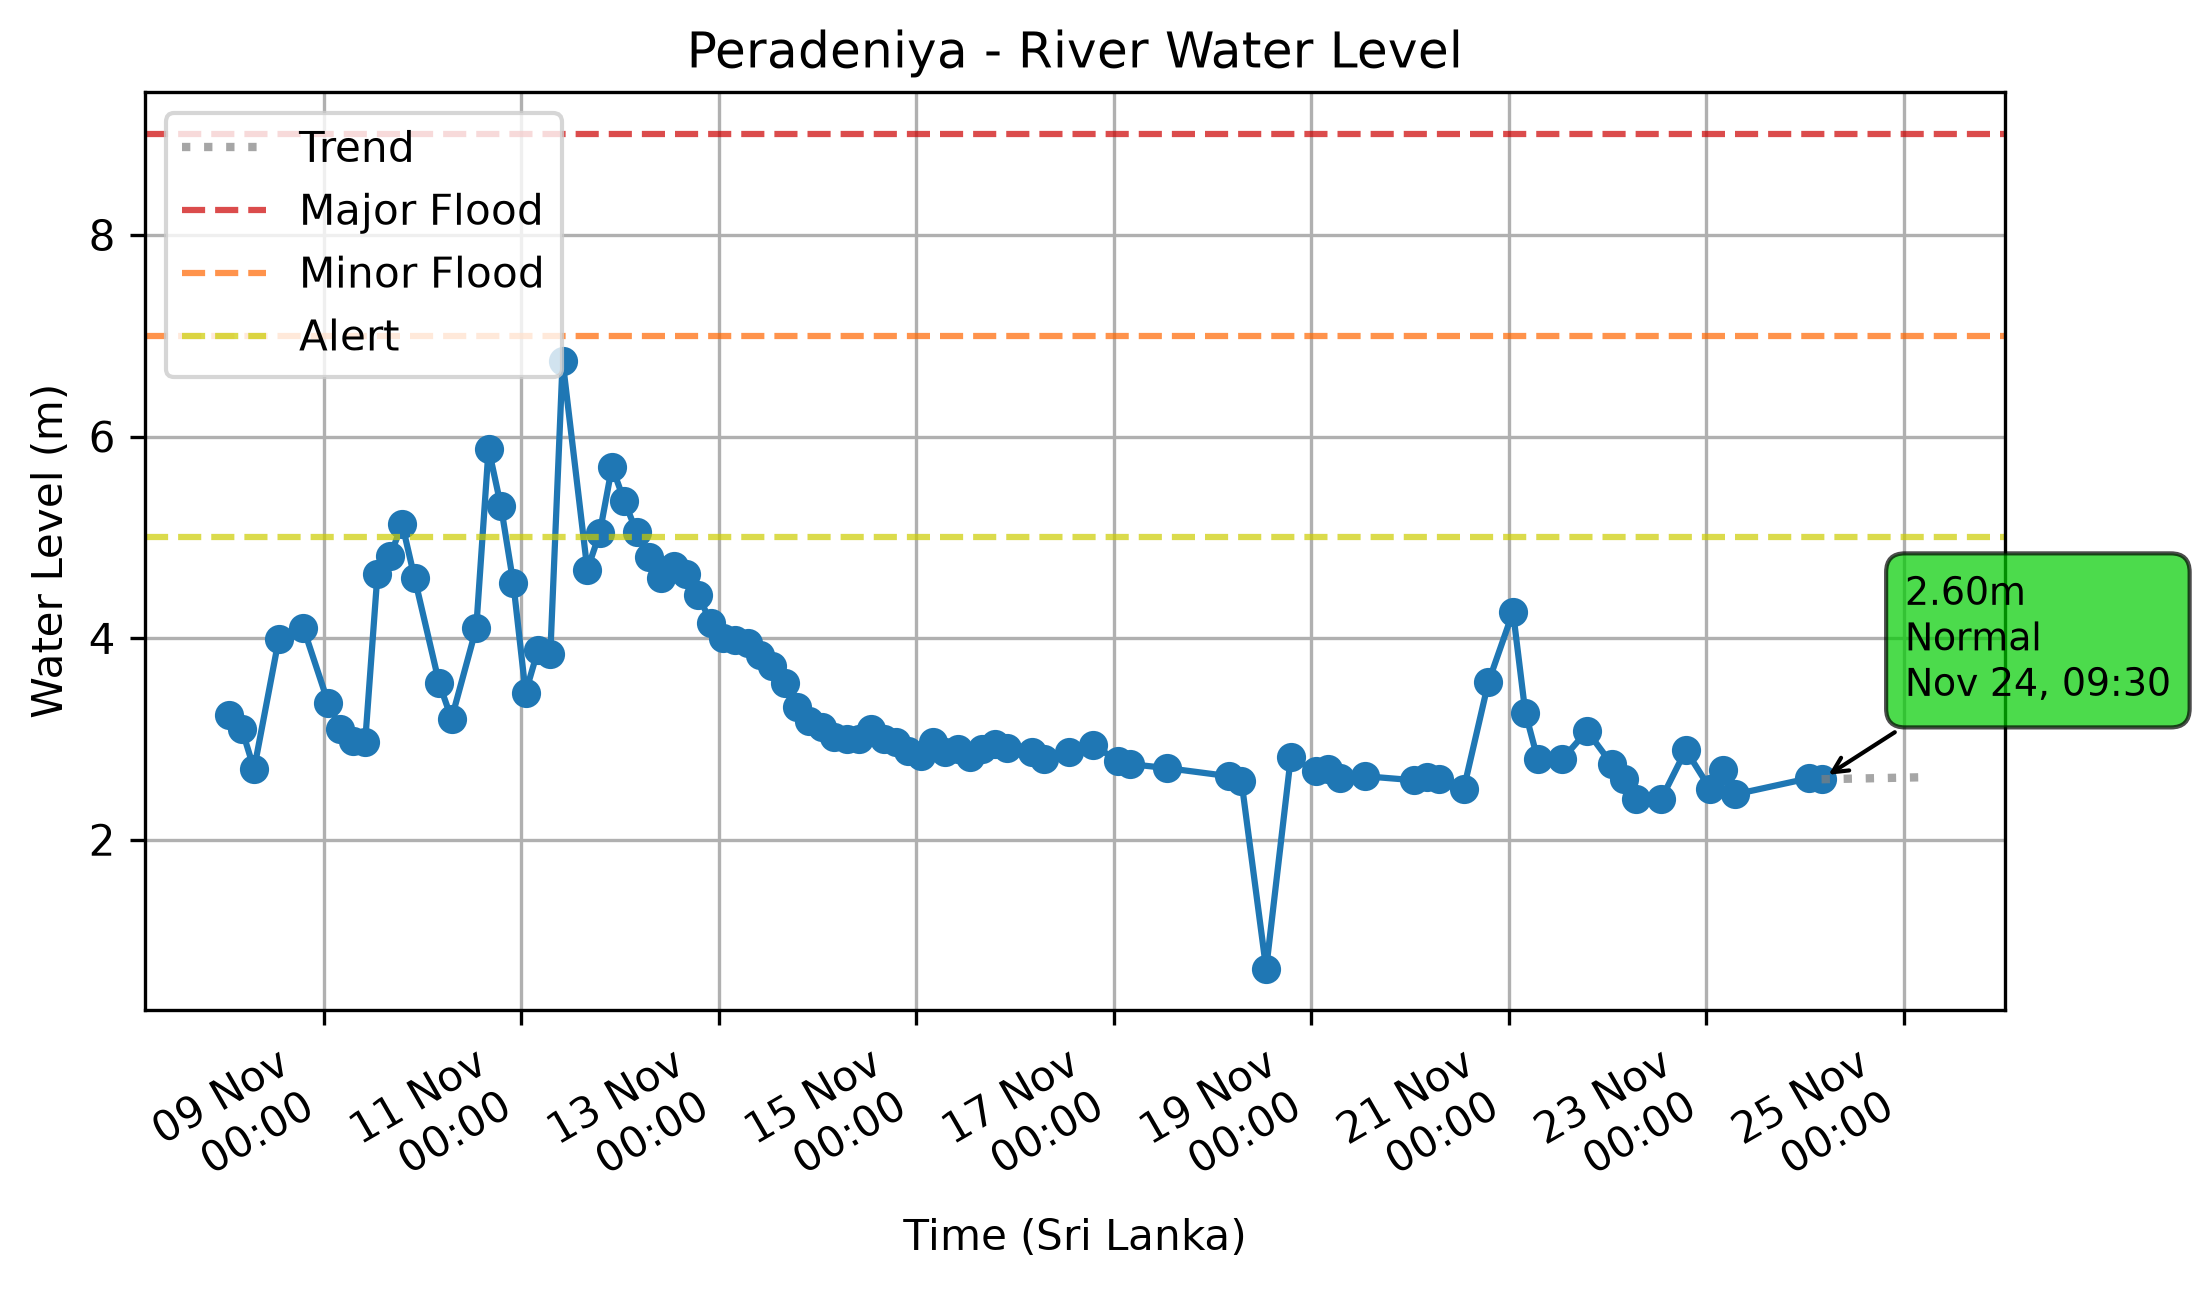 Peradeniya - River Water Level
Trend
Major Flood
Minor Flood
Alert
Water Level (m)
8
6
4
2
2.60m
Normal
Nov 24, 09:30
09 Nov
00:00
11 Nov
00:00
13 Nov
00:00
15 Nov
00:00
17 Nov
00:00
19 Nov
00:00
21 Nov
00:00
23 Nov
00:00
25 Nov
00:00
Time (Sri Lanka)